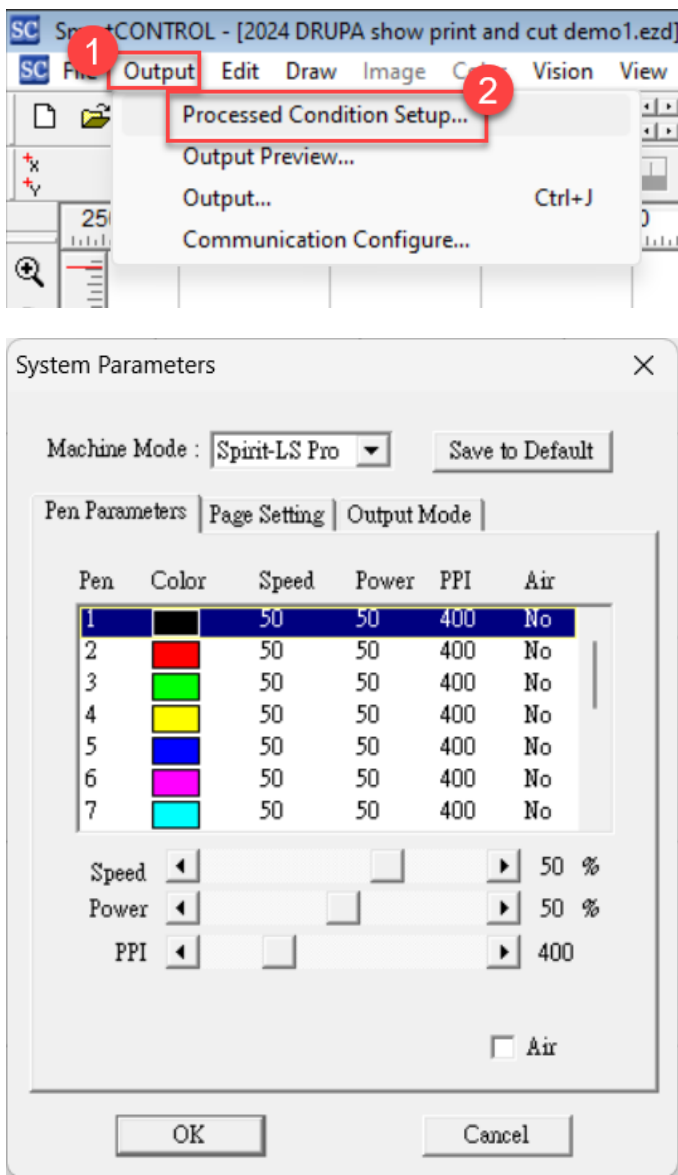 SC SmartCONTROL - [2024 DRUPA show print and cut demo1.ezd]
1
SC File Output Edit Draw Image Color Vision View
2
Processed Condition Setup...
Output Preview...
Output... Ctrl+J
Communication Configure...
X
Y
250
System Parameters
Machine Mode : Spirit-LS Pro Save to Default
Pen Parameters Page Setting Output Mode
Pen Color Speed Power PPI Air
1 50 50 400 No
2 50 50 400 No
3 50 50 400 No
4 50 50 400 No
5 50 50 400 No
6 50 50 400 No
7 50 50 400 No
Speed 50 %
Power 50 %
PPI 400
Air
OK Cancel